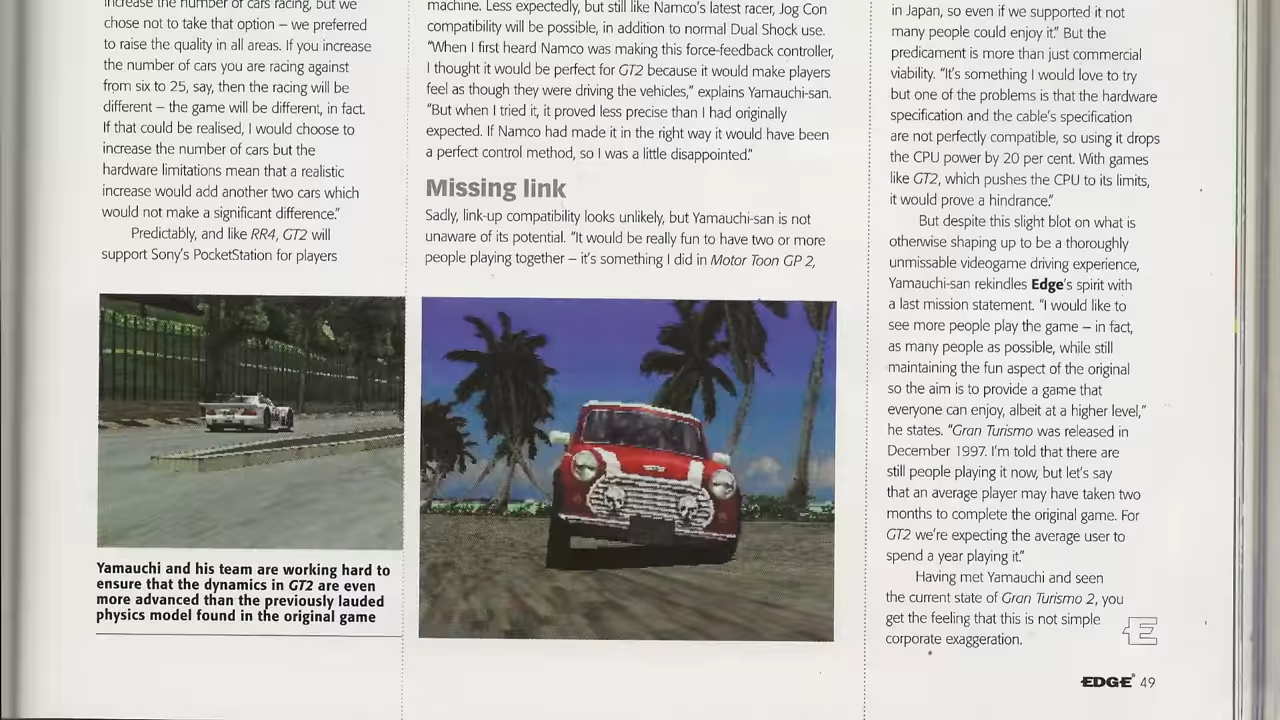 increase the number of cars racing, but we
chose not to take that option – we preferred
to raise the quality in all areas. If you increase
the number of cars you are racing against
from six to 25, say, then the racing will be
different – the game will be different, in fact.
If that could be realised, I would choose to
increase the number of cars but the
hardware limitations mean that a realistic
increase would add another two cars which
would not make a significant difference."
Predictably, and like RR4, GT2 will
support Sony's PocketStation for players
Yamauchi and his team are working hard to
ensure that the dynamics in GT2 are even
more advanced than the previously lauded
physics model found in the original game
machine. Less expectedly, but still like Namco's latest racer, Jog Con
compatibility will be possible, in addition to normal Dual Shock use.
"When I first heard Namco was making this force-feedback controller,
I thought it would be perfect for GT2 because it would make players
feel as though they were driving the vehicles," explains Yamauchi-san.
"But when I tried it, it proved less precise than I had originally
expected. If Namco had made it in the right way it would have been
a perfect control method, so I was a little disappointed."
Missing link
Sadly, link-up compatibility looks unlikely, but Yamauchi-san is not
unaware of its potential. "It would be really fun to have two or more
people playing together – it's something I did in Motor Toon GP 2,
in Japan, so even if we supported it not
many people could enjoy it." But the
predicament is more than just commercial
viability. "It's something I would love to try
but one of the problems is that the hardware
specification and the cable's specification
are not perfectly compatible, so using it drops
the CPU power by 20 per cent. With games
like GT2, which pushes the CPU to its limits,
it would prove a hindrance."
But despite this slight blot on what is
otherwise shaping up to be a thoroughly
unmissable videogame driving experience,
Yamauchi-san rekindles Edge's spirit with
a last mission statement. "I would like to
see more people play the game – in fact,
as many people as possible, while still
maintaining the fun aspect of the original
so the aim is to provide a game that
everyone can enjoy, albeit at a higher level,"
he states. "Gran Turismo was released in
December 1997. I'm told that there are
still people playing it now, but let's say
that an average player may have taken two
months to complete the original game. For
GT2 we're expecting the average user to
spend a year playing it."
Having met Yamauchi and seen
the current state of Gran Turismo 2, you
get the feeling that this is not simple
corporate exaggeration.
E
EDGE 49